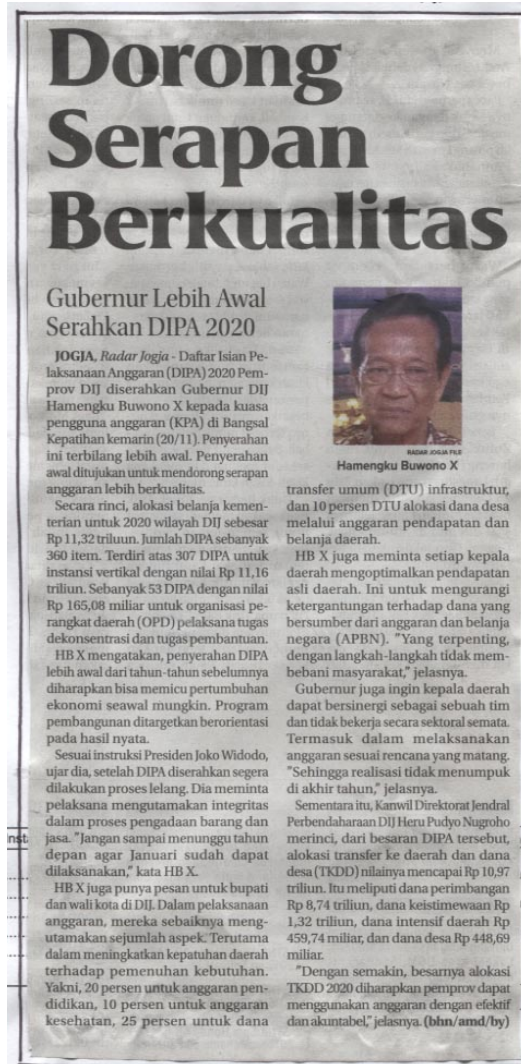 Dorong
Serapan
Berkualitas
Gubernur Lebih Awal
Serahkan DIPA 2020
JOGJA, Radar Jogja - Daftar Isian Pe-
laksanaan Anggaran (DIPA) 2020 Pem-
prov DIJ diserahkan Gubernur DIJ
Hamengku Buwono X kepada kuasa
pengguna anggaran (KPA) di Bangsal
Kepatihan kemarin (20/11). Penyerahan
ini terbilang lebih awal. Penyerahan
awal ditujukan untuk mendorong serapan
anggaran lebih berkualitas.
Secara rinci, alokasi belanja kemen-
terian untuk 2020 wilayah DIJ sebesar
Rp 11,32 triluun. Jumlah DIPA sebanyak
360 item. Terdiri atas 307 DIPA untuk
instansi vertikal dengan nilai Rp 11,16
triliun. Sebanyak 53 DIPA dengan nilai
Rp 165,08 miliar untuk organisasi pe-
rangkat daerah (OPD) pelaksana tugas
dekonsentrasi dan tugas pembantuan.
HB X mengatakan, penyerahan DIPA
lebih awal dari tahun-tahun sebelumnya
diharapkan bisa memicu pertumbuhan
ekonomi seawal mungkin. Program
pembangunan ditargetkan berorientasi
pada hasil nyata.
Sesuai instruksi Presiden Joko Widodo,
ujar dia, setelah DIPA diserahkan segera
dilakukan proses lelang. Dia meminta
pelaksana mengutamakan integritas
dalam proses pengadaan barang dan
jasa. "Jangan sampai menunggu tahun
depan agar Januari sudah dapat
dilaksanakan," kata HB X.
HB X juga punya pesan untuk bupati
dan wali kota di DIJ. Dalam pelaksanaan
anggaran, mereka sebaiknya meng-
utamakan sejumlah aspek. Terutama
dalam meningkatkan kepatuhan daerah
terhadap pemenuhan kebutuhan.
Yakni, 20 persen untuk anggaran pen-
didikan, 10 persen untuk anggaran
kesehatan, 25 persen untuk dana
RADAR JOGJA FILE
Hamengku Buwono X
transfer umum (DTU) infrastruktur,
dan 10 persen DTU alokasi dana desa
melalui anggaran pendapatan dan
belanja daerah.
HB X juga meminta setiap kepala
daerah mengoptimalkan pendapatan
asli daerah. Ini untuk mengurangi
ketergantungan terhadap dana yang
bersumber dari anggaran dan belanja
negara (APBN). "Yang terpenting,
dengan langkah-langkah tidak mem-
bebani masyarakat," jelasnya.
Gubernur juga ingin kepala daerah
dapat bersinergi sebagai sebuah tim
dan tidak bekerja secara sektoral semata.
Termasuk dalam melaksanakan
anggaran sesuai rencana yang matang.
"Sehingga realisasi tidak menumpuk
di akhir tahun," jelasnya.
Sementara itu, Kanwil Direktorat Jendral
Perbendaharaan DIJ Heru Pudyo Nugroho
merinci, dari besaran DIPA tersebut,
alokasi transfer ke daerah dan dana
desa (TKDD) nilainya mencapai Rp 10,97
triliun. Itu meliputi dana perimbangan
Rp 8,74 triliun, dana keistimewaan Rp
1,32 triliun, dana intensif daerah Rp
459,74 miliar, dan dana desa Rp 448,69
miliar.
"Dengan semakin, besarnya alokasi
TKDD 2020 diharapkan pemprov dapat
menggunakan anggaran dengan efektif
dan akuntabel," jelasnya. (bhn/amd/by)